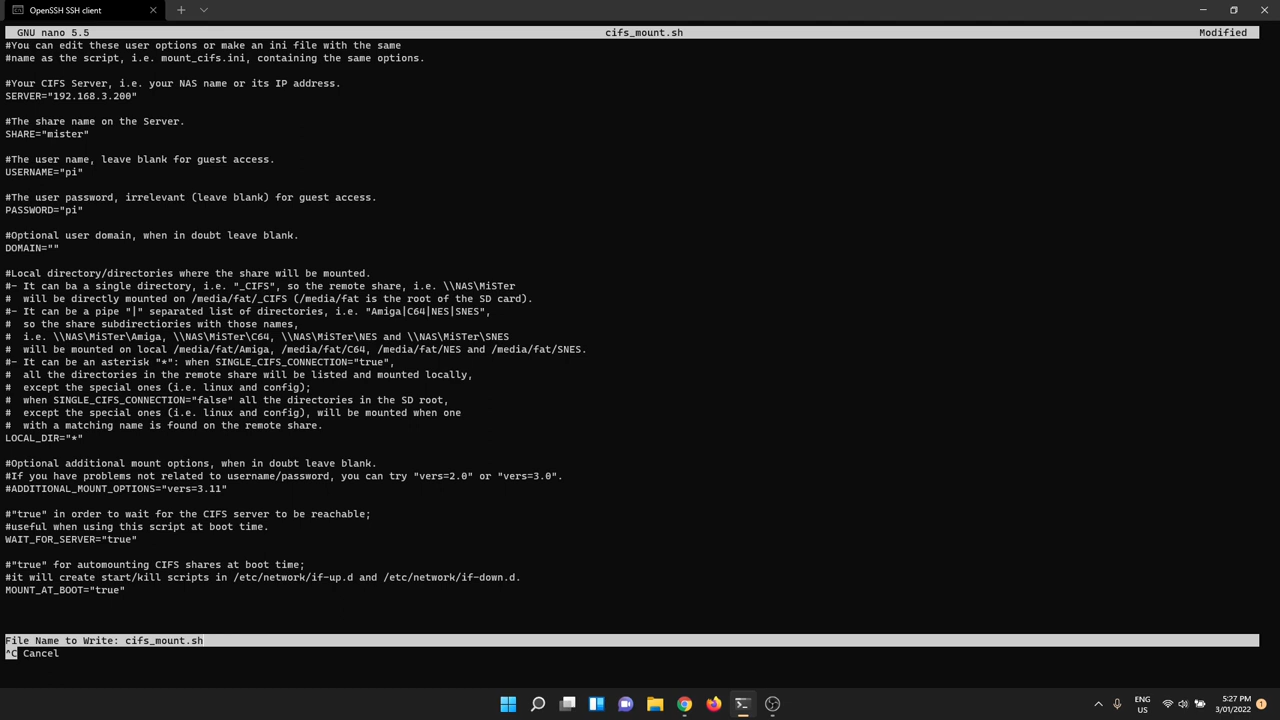 OpenSSH SSH client
GNU nano 5.5 cifs_mount.sh Modified
#You can edit these user options or make an ini file with the same
#name as the script, i.e. mount_cifs.ini, containing the same options.
#Your CIFS Server, i.e. your NAS name or its IP address.
SERVER="192.168.3.200"
#The share name on the Server.
SHARE="mister"
#The user name, leave blank for guest access.
USERNAME="pi"
#The user password, irrelevant (leave blank) for guest access.
PASSWORD="pi"
#Optional user domain, when in doubt leave blank.
DOMAIN=""
#Local directory/directories where the share will be mounted.
#- It can ba a single directory, i.e. "_CIFS", so the remote share, i.e. \\NAS\MiSTer
#  will be directly mounted on /media/fat/_CIFS (/media/fat is the root of the SD card).
#- It can be a pipe "|" separated list of directories, i.e. "Amiga|C64|NES|SNES",
#  so the share subdirectiories with those names,
#  i.e. \\NAS\MiSTer\Amiga, \\NAS\MiSTer\C64, \\NAS\MiSTer\NES and \\NAS\MiSTer\SNES
#  will be mounted on local /media/fat/Amiga, /media/fat/C64, /media/fat/NES and /media/fat/SNES.
#- It can be an asterisk "*": when SINGLE_CIFS_CONNECTION="true",
#  all the directories in the remote share will be listed and mounted locally,
#  except the special ones (i.e. linux and config);
#  when SINGLE_CIFS_CONNECTION="false" all the directories in the SD root,
#  except the special ones (i.e. linux and config), will be mounted when one
#  with a matching name is found on the remote share.
LOCAL_DIR="*"
#Optional additional mount options, when in doubt leave blank.
#If you have problems not related to username/password, you can try "vers=2.0" or "vers=3.0".
#ADDITIONAL_MOUNT_OPTIONS="vers=3.11"
#"true" in order to wait for the CIFS server to be reachable;
#useful when using this script at boot time.
WAIT_FOR_SERVER="true"
#"true" for automounting CIFS shares at boot time;
#it will create start/kill scripts in /etc/network/if-up.d and /etc/network/if-down.d.
MOUNT_AT_BOOT="true"
File Name to Write: cifs_mount.sh
^C Cancel
ENG
US
5:27 PM
3/01/2022
1